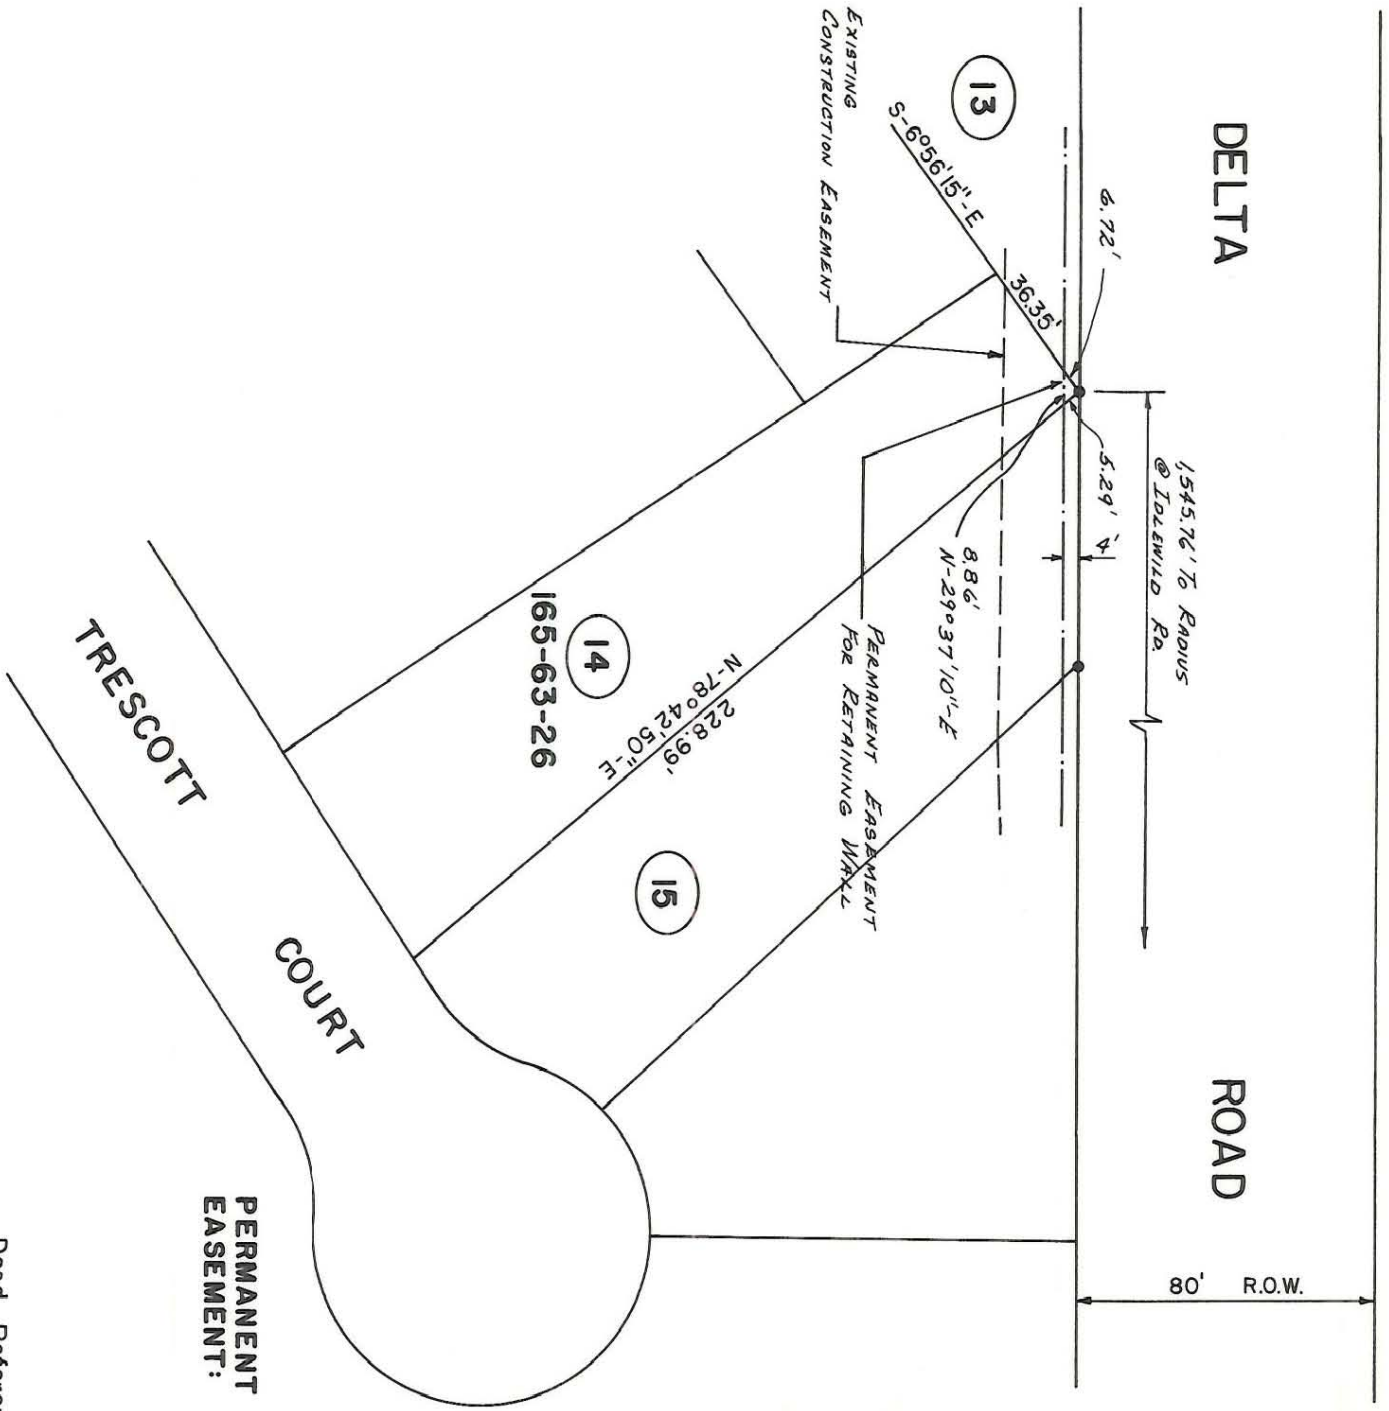 DELTA ROAD
80' R.O.W.
1,545.76' TO RADIUS
@ IDLEWILD RD.
6.72'
5.29'
4'
13
S-6°56'15"-E
36.35'
EXISTING
CONSTRUCTION EASEMENT
8.86'
N-29°37'10"-E
PERMANENT EASEMENT
FOR RETAINING WALL
14
165-63-26
228.99'
N-78°42'50"-E
15
TRESCOTT COURT
PERMANENT
EASEMENT:
Deed